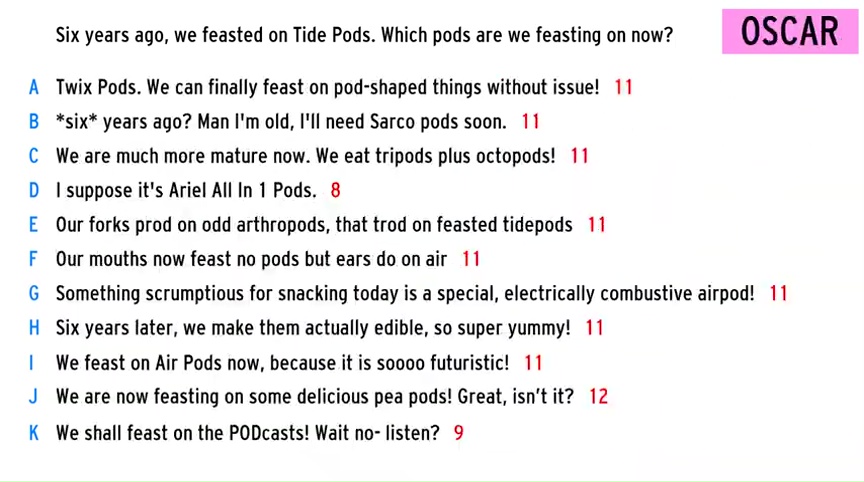 Six years ago, we feasted on Tide Pods. Which pods are we feasting on now?
OSCAR
A Twix Pods. We can finally feast on pod-shaped things without issue! 11
B *six* years ago? Man I'm old, I'll need Sarco pods soon. 11
C We are much more mature now. We eat tripods plus octopods! 11
D I suppose it's Ariel All In 1 Pods. 8
E Our forks prod on odd arthropods, that trod on feasted tidepods 11
F Our mouths now feast no pods but ears do on air 11
G Something scrumptious for snacking today is a special, electrically combustive airpod! 11
H Six years later, we make them actually edible, so super yummy! 11
I We feast on Air Pods now, because it is soooo futuristic! 11
J We are now feasting on some delicious pea pods! Great, isn't it? 12
K We shall feast on the PODcasts! Wait no- listen? 9